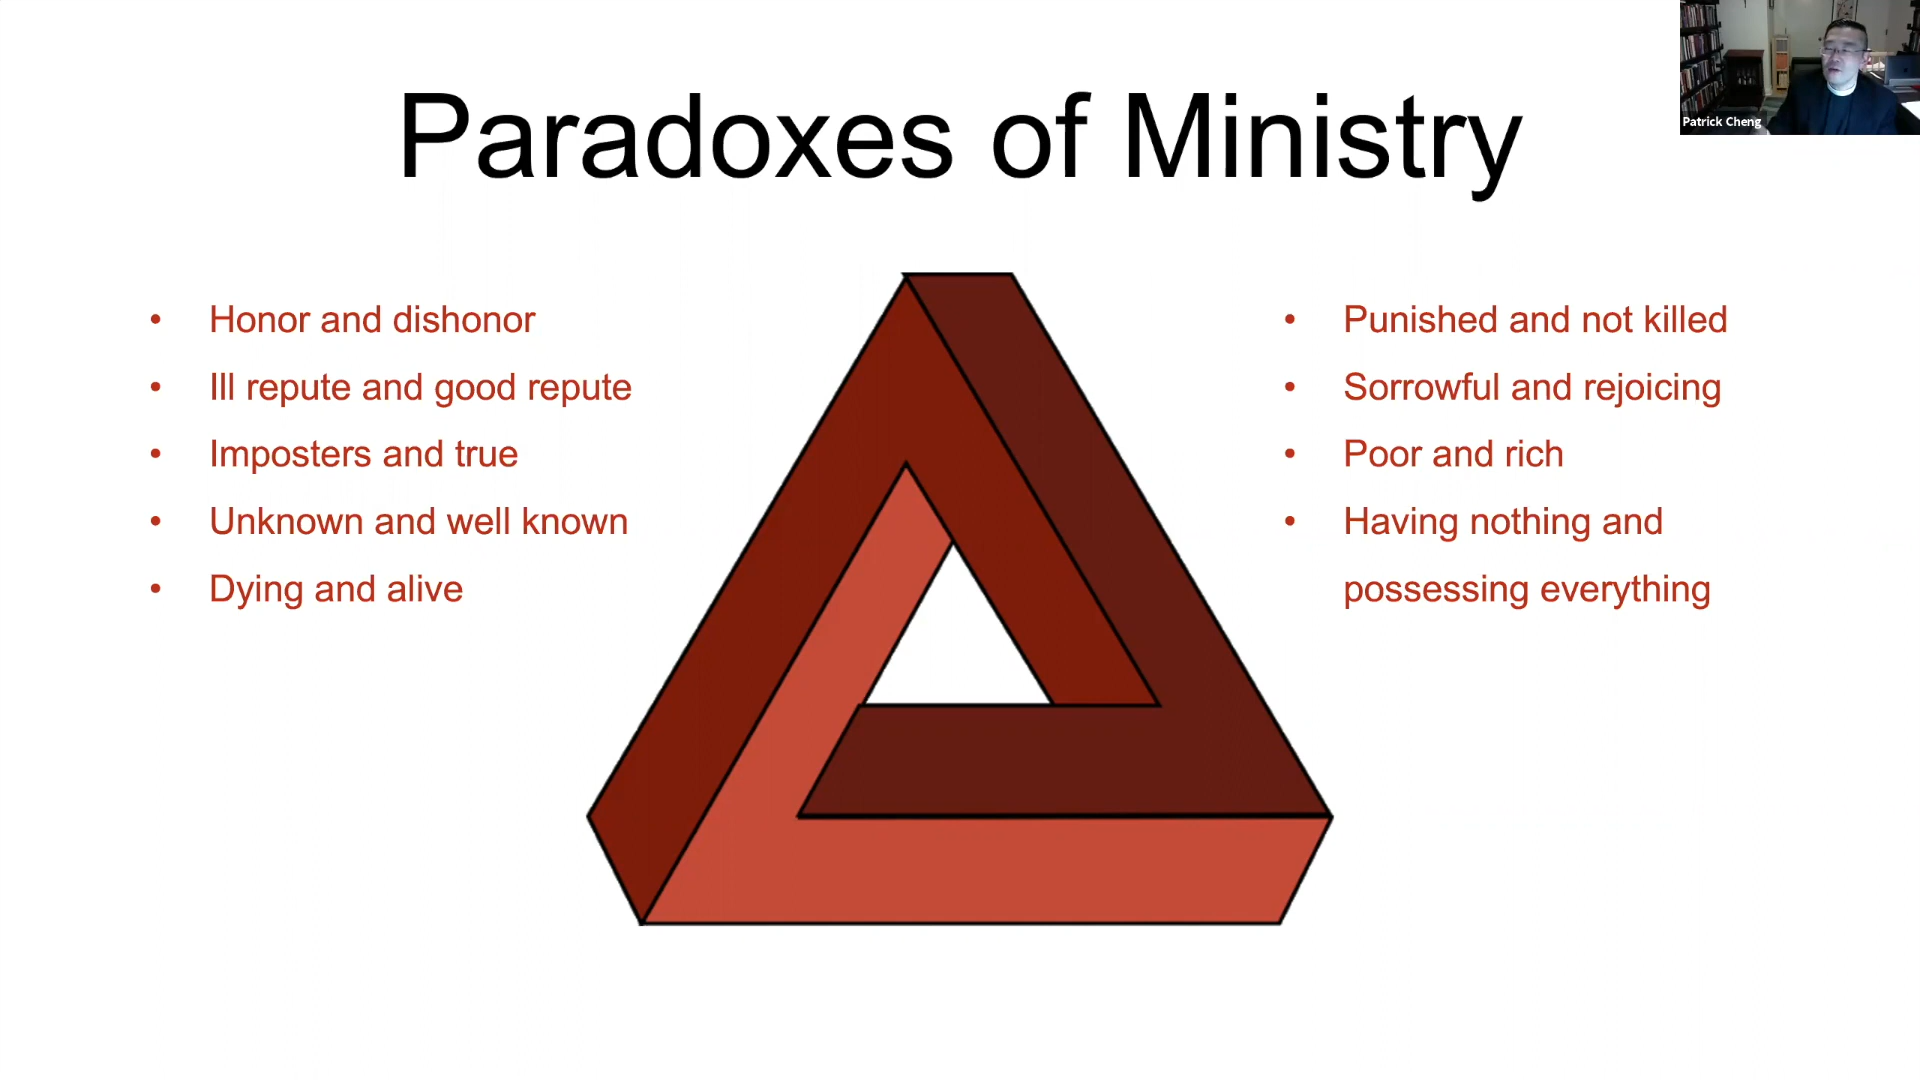 Paradoxes of Ministry
Patrick Cheng
• Honor and dishonor
• Ill repute and good repute
• Imposters and true
• Unknown and well known
• Dying and alive
• Punished and not killed
• Sorrowful and rejoicing
• Poor and rich
• Having nothing and
possessing everything